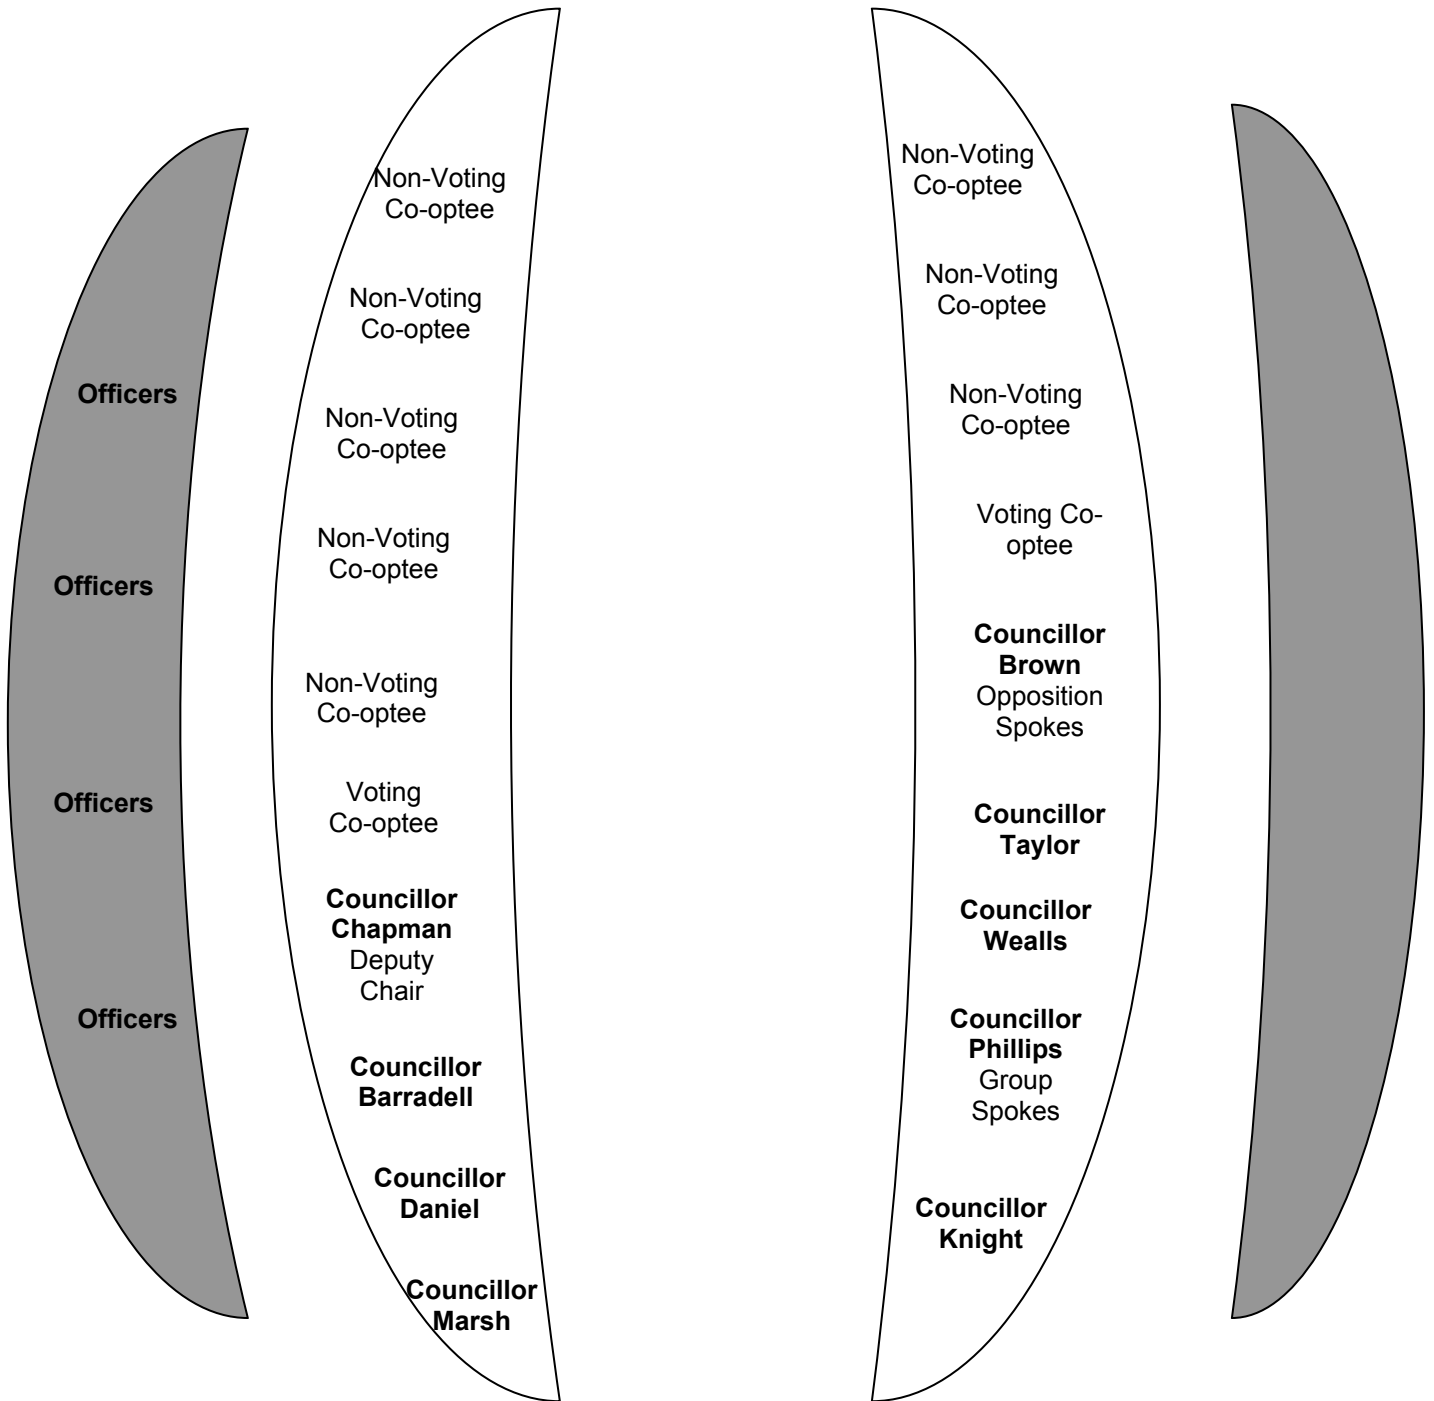 Officers
Officers
Officers
Officers
Non-Voting
Co-optee
Non-Voting
Co-optee
Non-Voting
Co-optee
Non-Voting
Co-optee
Non-Voting
Co-optee
Voting
Co-optee
Councillor
Chapman
Deputy
Chair
Councillor
Barradell
Councillor
Daniel
Councillor
Marsh
Non-Voting
Co-optee
Non-Voting
Co-optee
Non-Voting
Co-optee
Voting Co-
optee
Councillor
Brown
Opposition
Spokes
Councillor
Taylor
Councillor
Wealls
Councillor
Phillips
Group
Spokes
Councillor
Knight